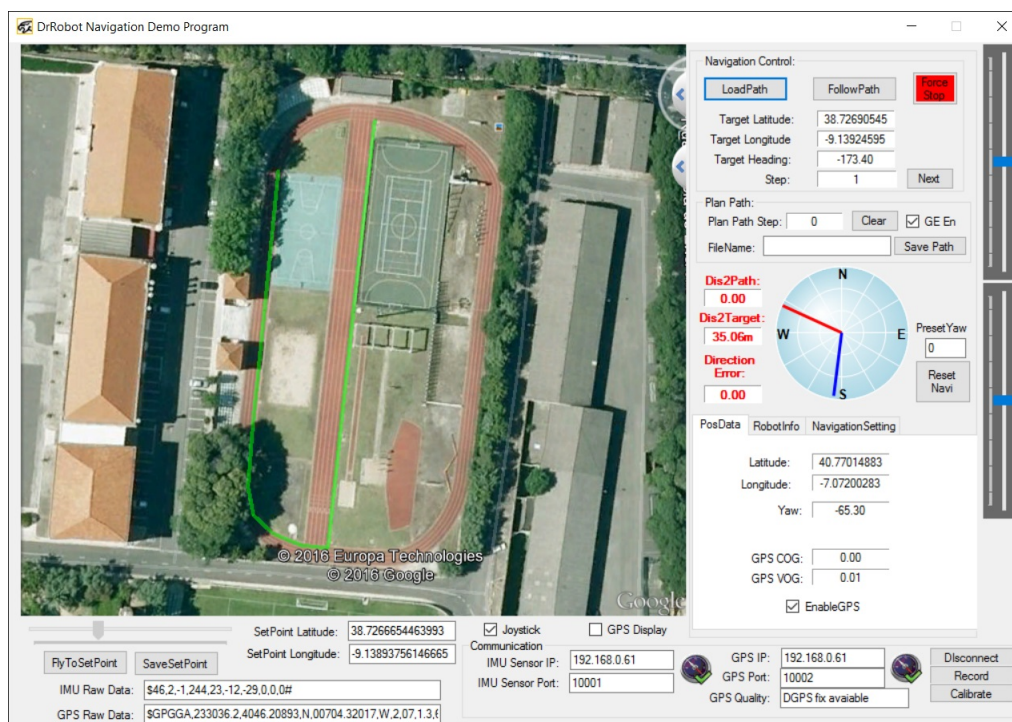 DrRobot Navigation Demo Program
Navigation Control:
LoadPath
FollowPath
Force
Stop
Target Latitude:
38.72690545
Target Longitude
-9.13924595
Target Heading:
-173.40
Step:
1
Next
Plan Path:
Plan Path Step:
0
Clear
GE En
FileName:
Save Path
Dis2Path:
0.00
Dis2Target:
35.06m
Direction
Error:
0.00
N
W
E
S
PresetYaw
0
Reset
Navi
PosData
RobotInfo
NavigationSetting
Latitude:
40.77014883
Longitude:
-7.07200283
Yaw:
-65.30
GPS COG:
0.00
GPS VOG:
0.01
EnableGPS
© 2016 Europa Technologies
© 2016 Google
Google
FlyToSetPoint
SaveSetPoint
SetPoint Latitude:
38.7266654463993
SetPoint Longitude:
-9.13893756146665
IMU Raw Data:
$46,2,-1,244,23,-12,-29,0,0,0#
GPS Raw Data:
$GPGGA,233036.2,4046.20893,N,00704.32017,W,2,07,1.3,6
Joystick
GPS Display
Communication
IMU Sensor IP:
192.168.0.61
IMU Sensor Port:
10001
GPS IP:
192.168.0.61
GPS Port:
10002
GPS Quality:
DGPS fix avaiable
DIsconnect
Record
Calibrate